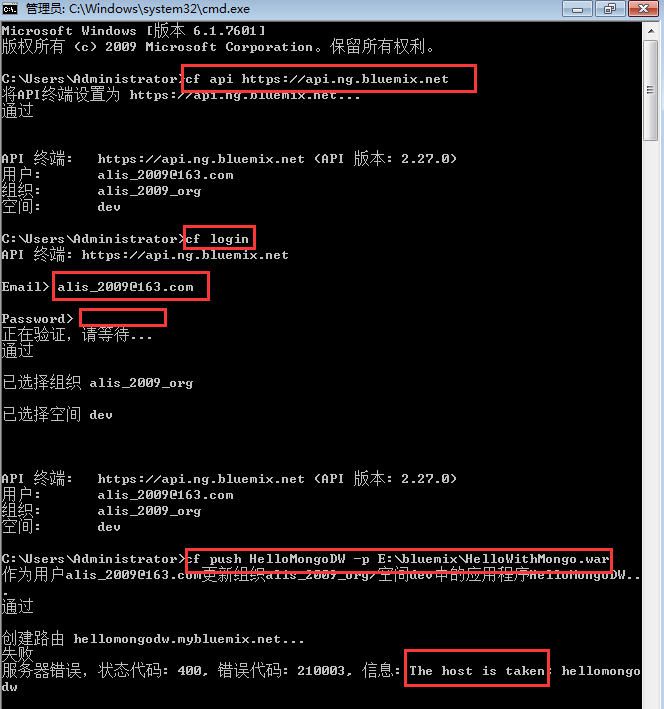 管理员: C:\Windows\system32\cmd.exe
Microsoft Windows [版本 6.1.7601]
版权所有 (c) 2009 Microsoft Corporation。保留所有权利。
C:\Users\Administrator>cf api https://api.ng.bluemix.net
将API终端设置为 https://api.ng.bluemix.net...
通过
API 终端: https://api.ng.bluemix.net (API 版本: 2.27.0)
用户: alis_2009@163.com
组织: alis_2009_org
空间: dev
C:\Users\Administrator>cf login
API 终端: https://api.ng.bluemix.net
Email> alis_2009@163.com
Password>
正在验证，请等待...
通过
已选择组织 alis_2009_org
已选择空间 dev
API 终端: https://api.ng.bluemix.net (API 版本: 2.27.0)
用户: alis_2009@163.com
组织: alis_2009_org
空间: dev
C:\Users\Administrator>cf push HelloMongoDW -p E:\bluemix\HelloWithMongo.war
作为用户alis_2009@163.com更新组织alis_2009_org/空间dev中的应用程序HelloMongoDW..
.
通过
创建路由 hellomongodw.mybluemix.net...
失败
服务器错误, 状态代码: 400, 错误代码: 210003, 信息: The host is taken: hellomongo
dw